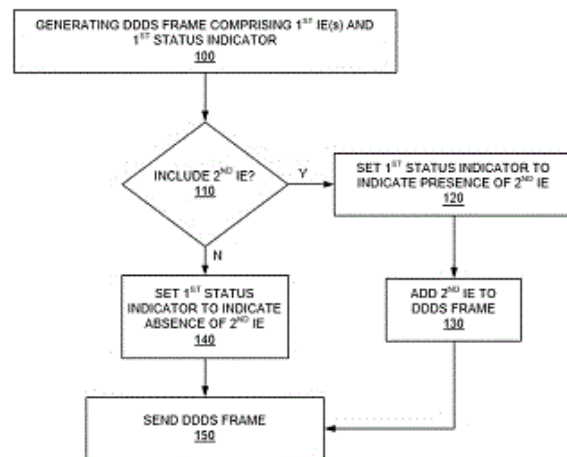 GENERATING DDDS FRAME COMPRISING 1ST IE(s) AND
1ST STATUS INDICATOR
100
INCLUDE 2ND IE?
110
Y
SET 1ST STATUS INDICATOR TO
INDICATE PRESENCE OF 2ND IE
120
N
SET 1ST STATUS
INDICATOR TO INDICATE
ABSENCE OF 2ND IE
140
ADD 2ND IE TO
DDDS FRAME
130
SEND DDDS FRAME
150